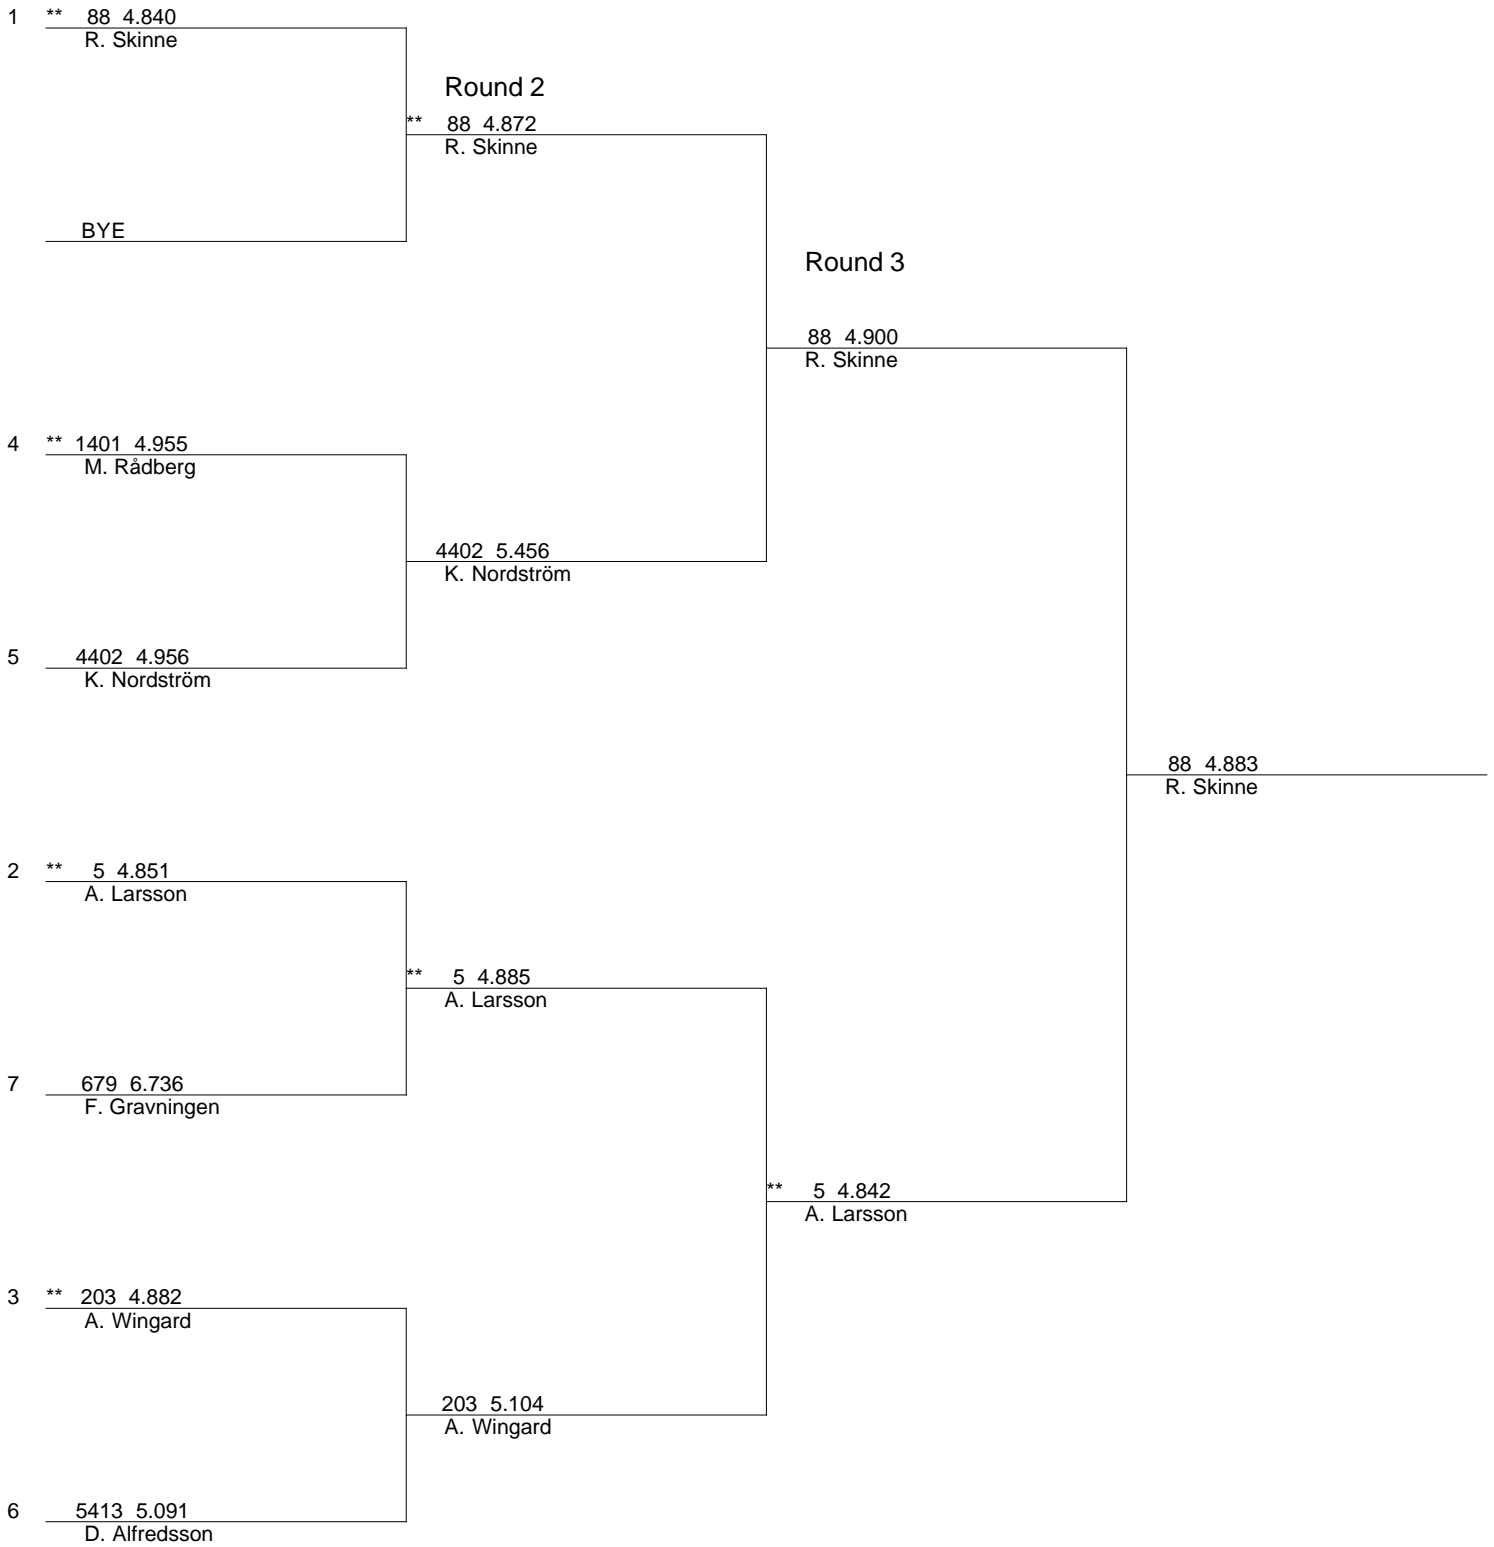 1 ** 88 4.840
R. Skinne
Round 2
** 88 4.872
R. Skinne
BYE
Round 3
88 4.900
R. Skinne
4 ** 1401 4.955
M. Rådberg
4402 5.456
K. Nordström
5 4402 4.956
K. Nordström
88 4.883
R. Skinne
2 ** 5 4.851
A. Larsson
** 5 4.885
A. Larsson
7 679 6.736
F. Gravningen
** 5 4.842
A. Larsson
3 ** 203 4.882
A. Wingard
203 5.104
A. Wingard
6 5413 5.091
D. Alfredsson